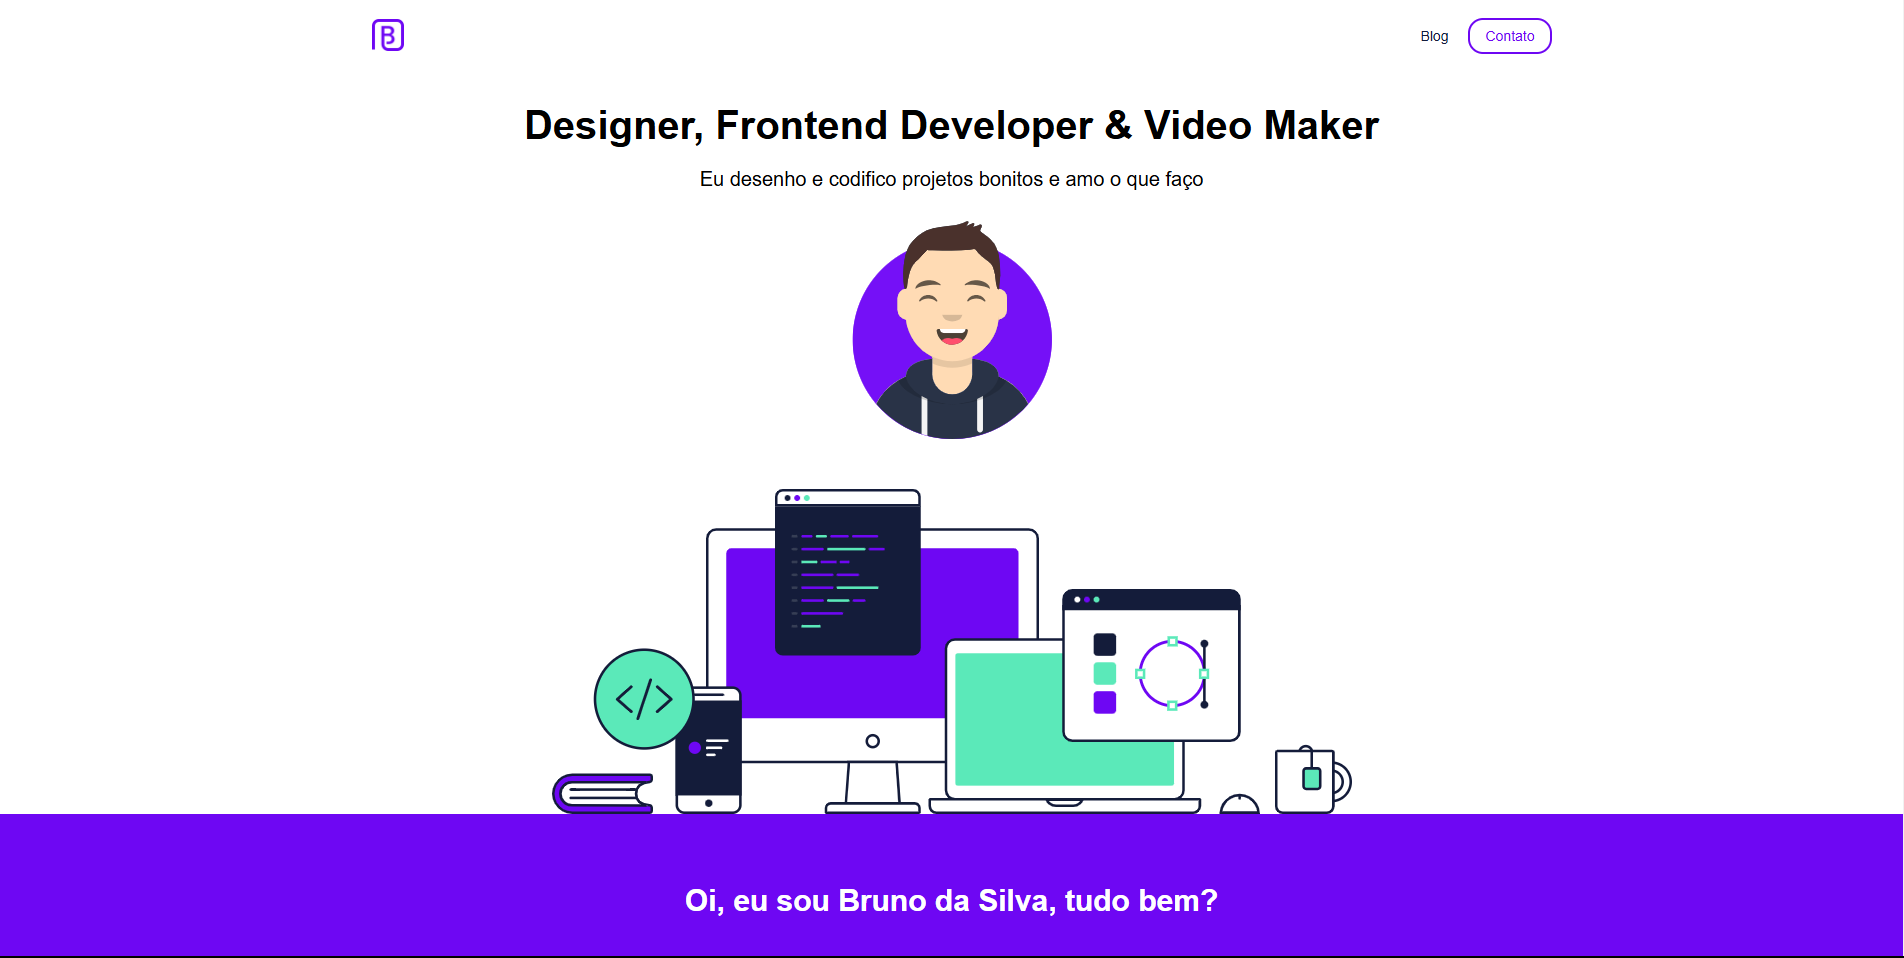 B
Blog
Contato
Designer, Frontend Developer & Video Maker
Eu desenho e codifico projetos bonitos e amo o que faço
</>
Oi, eu sou Bruno da Silva, tudo bem?